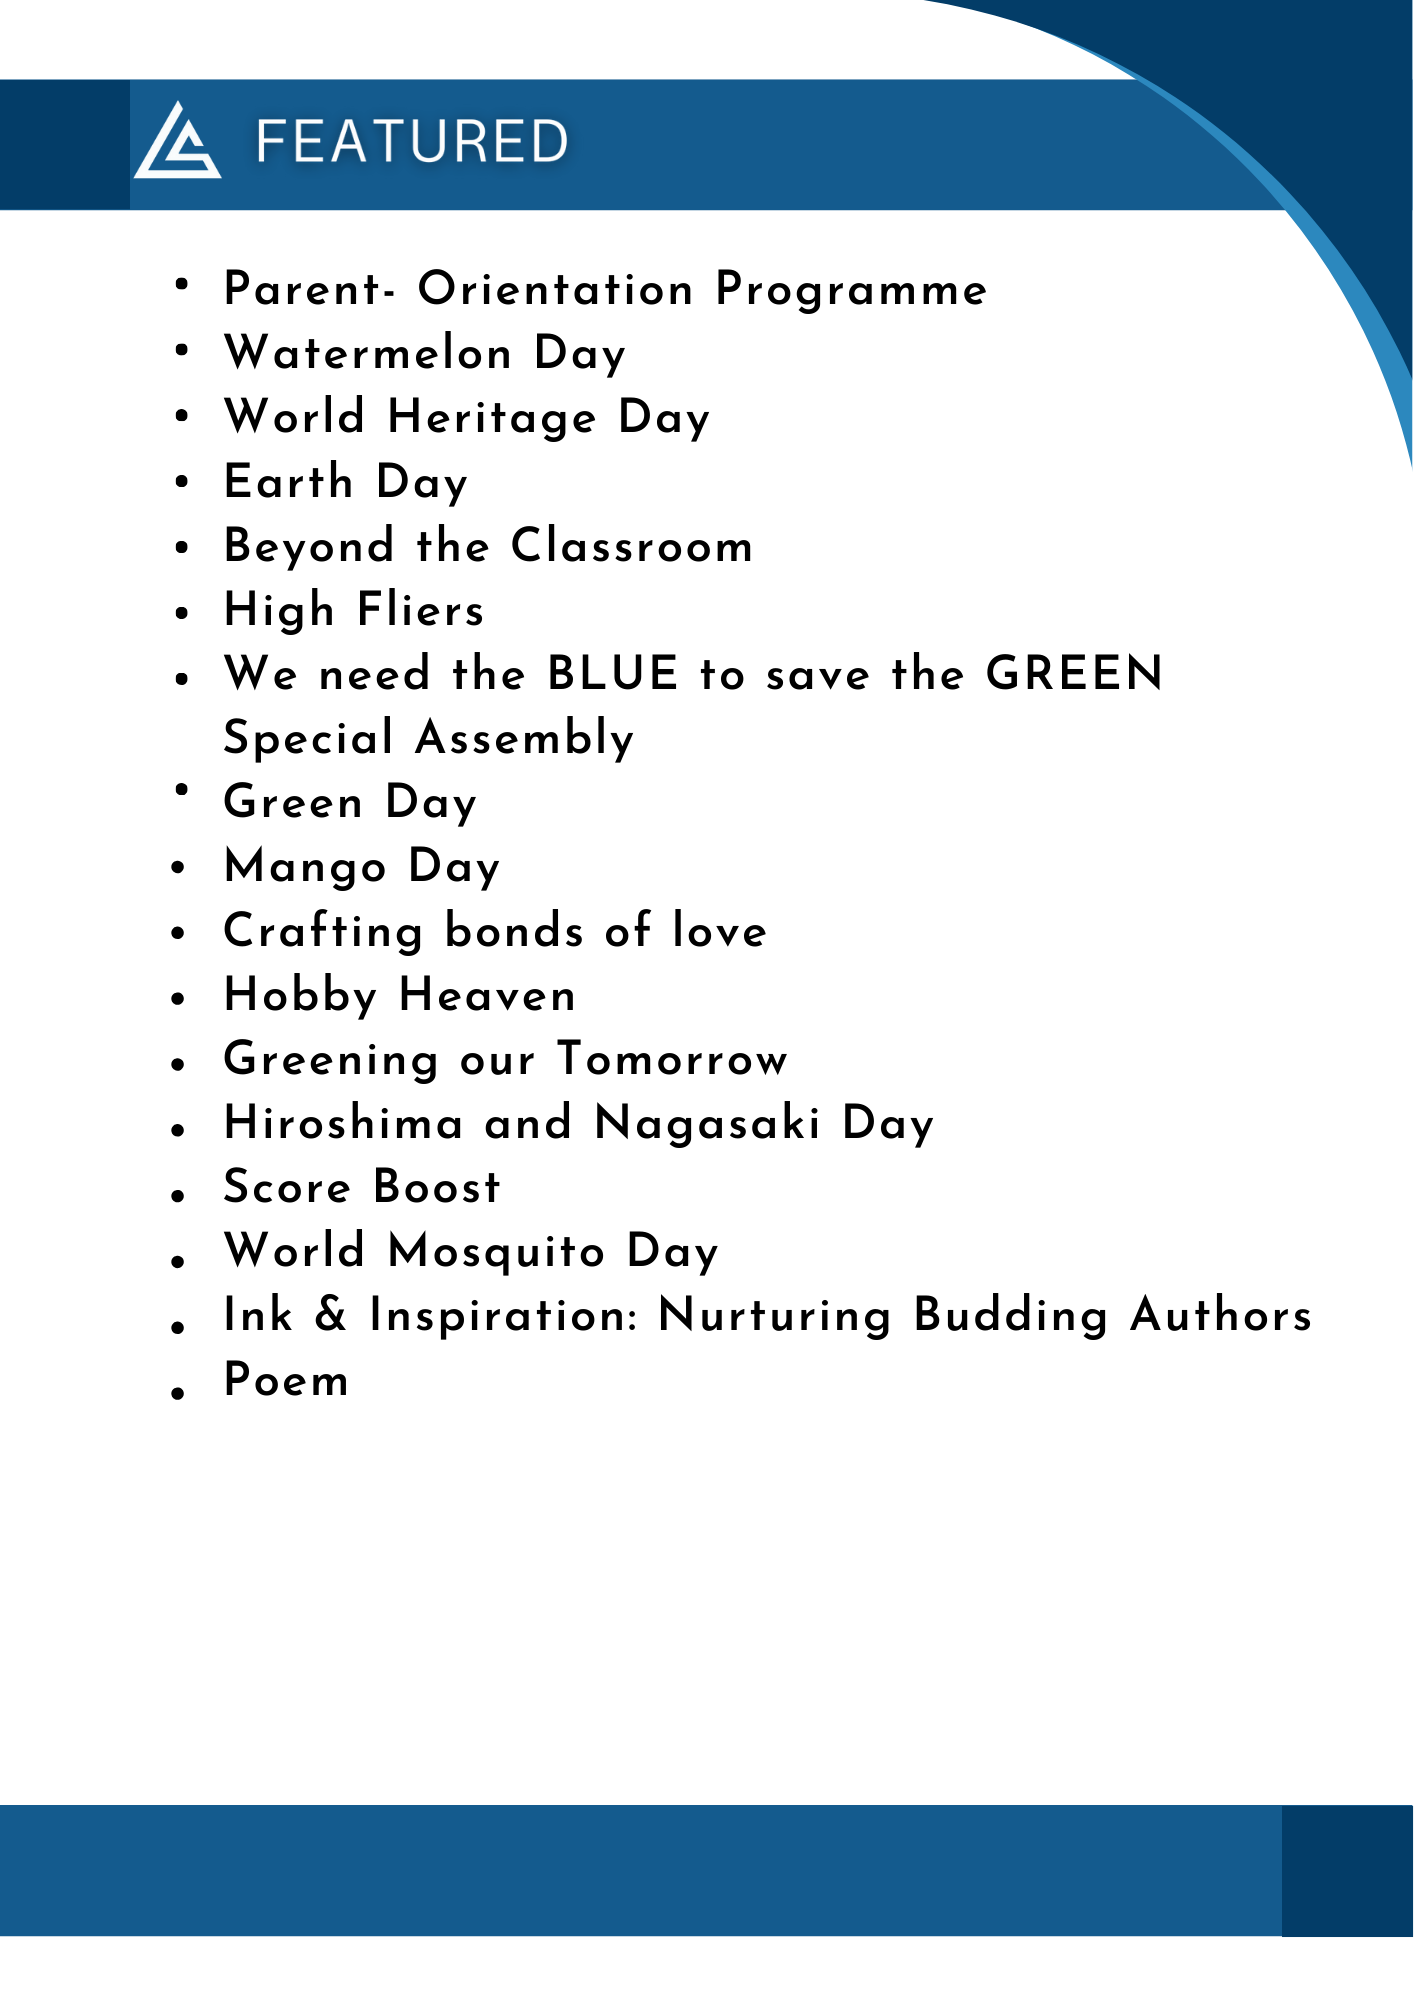 FEATURED
• Parent- Orientation Programme
• Watermelon Day
• World Heritage Day
• Earth Day
• Beyond the Classroom
• High Fliers
• We need the BLUE to save the GREEN
Special Assembly
• Green Day
• Mango Day
• Crafting bonds of love
• Hobby Heaven
• Greening our Tomorrow
• Hiroshima and Nagasaki Day
• Score Boost
• World Mosquito Day
• Ink & Inspiration: Nurturing Budding Authors
• Poem